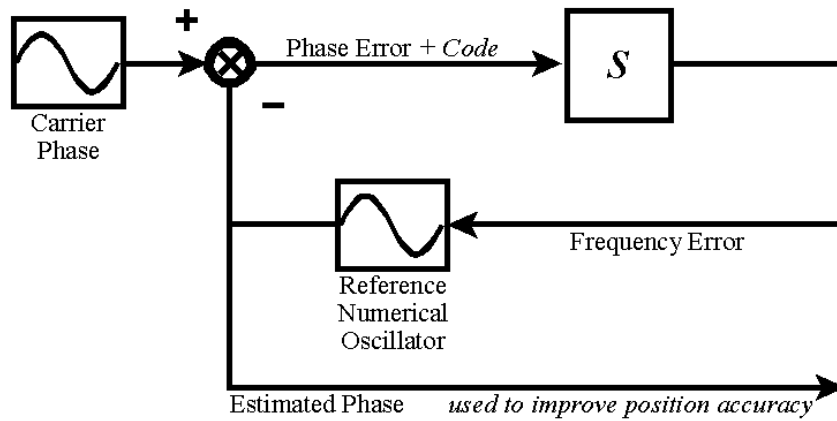 +
Phase Error + Code
S
Carrier
Phase
−
Frequency Error
Reference
Numerical
Oscillator
Estimated Phase used to improve position accuracy